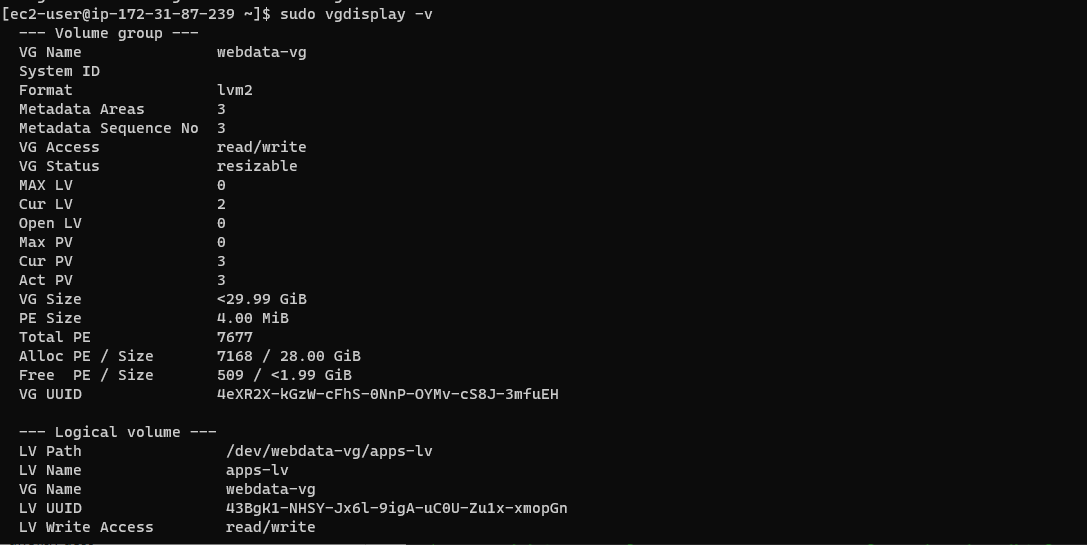 [ec2-user@ip-172-31-87-239 ~]$ sudo vgdisplay -v
--- Volume group ---
VG Name webdata-vg
System ID
Format lvm2
Metadata Areas 3
Metadata Sequence No 3
VG Access read/write
VG Status resizable
MAX LV 0
Cur LV 2
Open LV 0
Max PV 0
Cur PV 3
Act PV 3
VG Size <29.99 GiB
PE Size 4.00 MiB
Total PE 7677
Alloc PE / Size 7168 / 28.00 GiB
Free PE / Size 509 / <1.99 GiB
VG UUID 4eXR2X-kGzW-cFhS-0NnP-OYMv-cS8J-3mfuEH
--- Logical volume ---
LV Path /dev/webdata-vg/apps-lv
LV Name apps-lv
VG Name webdata-vg
LV UUID 43BgK1-NHSY-Jx6l-9igA-uC0U-Zu1x-xmopGn
LV Write Access read/write